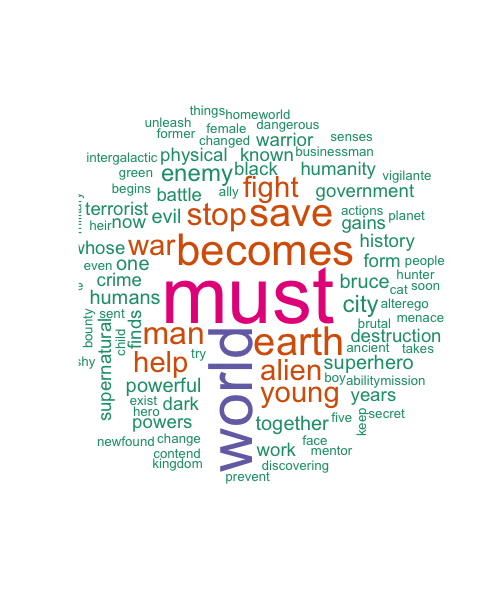 things homeworld
unleash female dangerous
former changed warrior senses
intergalactic physical known businessman
green enemy black humanity vigilante
begins battle ally fight government
terrorist evil stop save actions planet
heir now gains
whose war becomes history
even one form people
crime bruce hunter
humans must cat soon
sent city alterego
bounty finds man earth brutal menace
supernatural child world destruction
try ancient takes
help alien superhero
powerful young boy ability mission
exist dark years
hero powers together five secret
newfound change work face keep
contend mentor
kingdom discovering
prevent